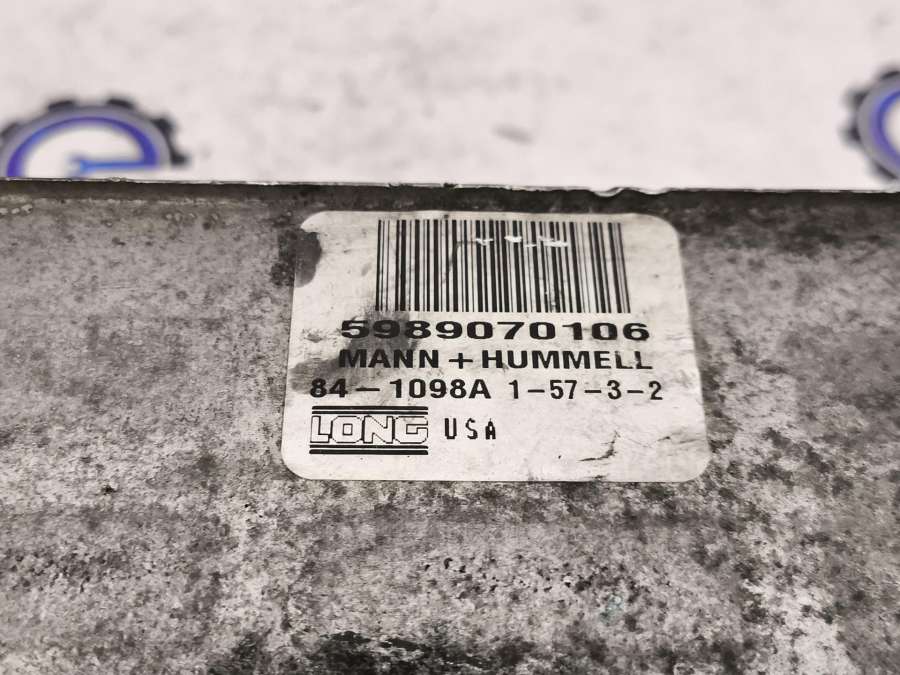 5989070106
MANN + HUMMELL
84-1098A 1-57-3-2
LONG USA